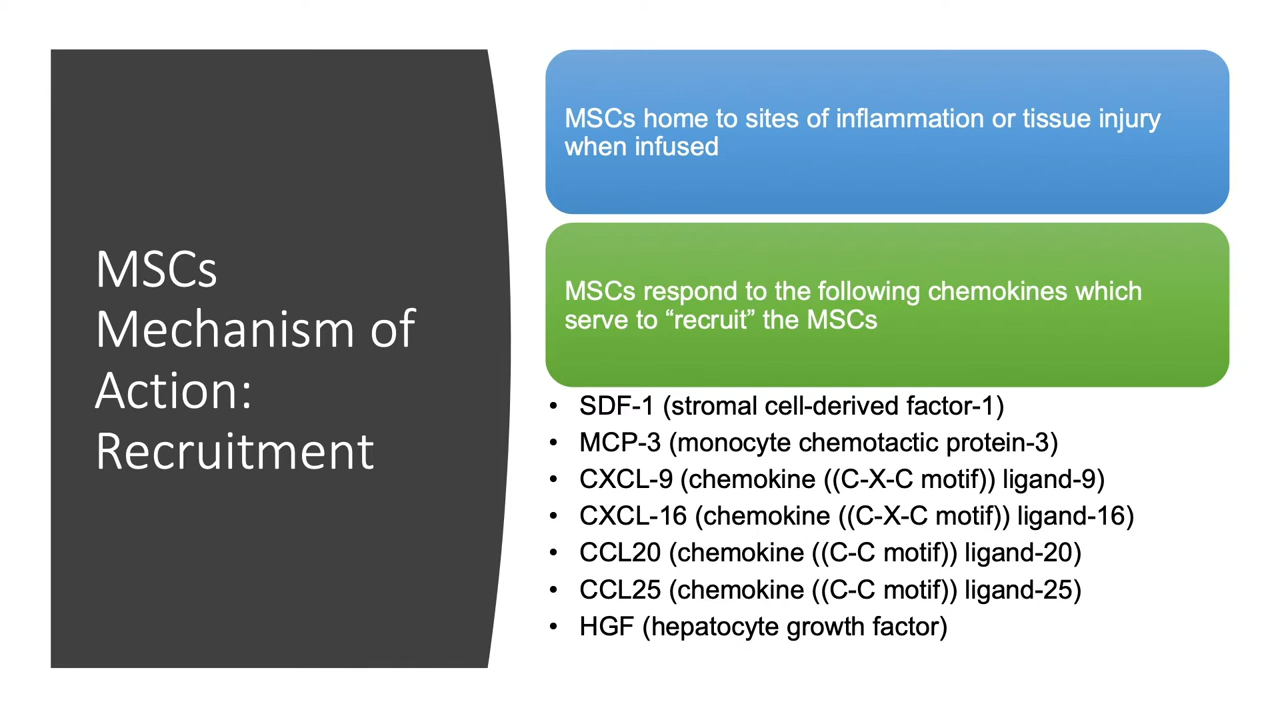 MSCs
Mechanism of
Action:
Recruitment
MSCs home to sites of inflammation or tissue injury
when infused
MSCs respond to the following chemokines which
serve to “recruit” the MSCs
• SDF-1 (stromal cell-derived factor-1)
• MCP-3 (monocyte chemotactic protein-3)
• CXCL-9 (chemokine ((C-X-C motif)) ligand-9)
• CXCL-16 (chemokine ((C-X-C motif)) ligand-16)
• CCL20 (chemokine ((C-C motif)) ligand-20)
• CCL25 (chemokine ((C-C motif)) ligand-25)
• HGF (hepatocyte growth factor)